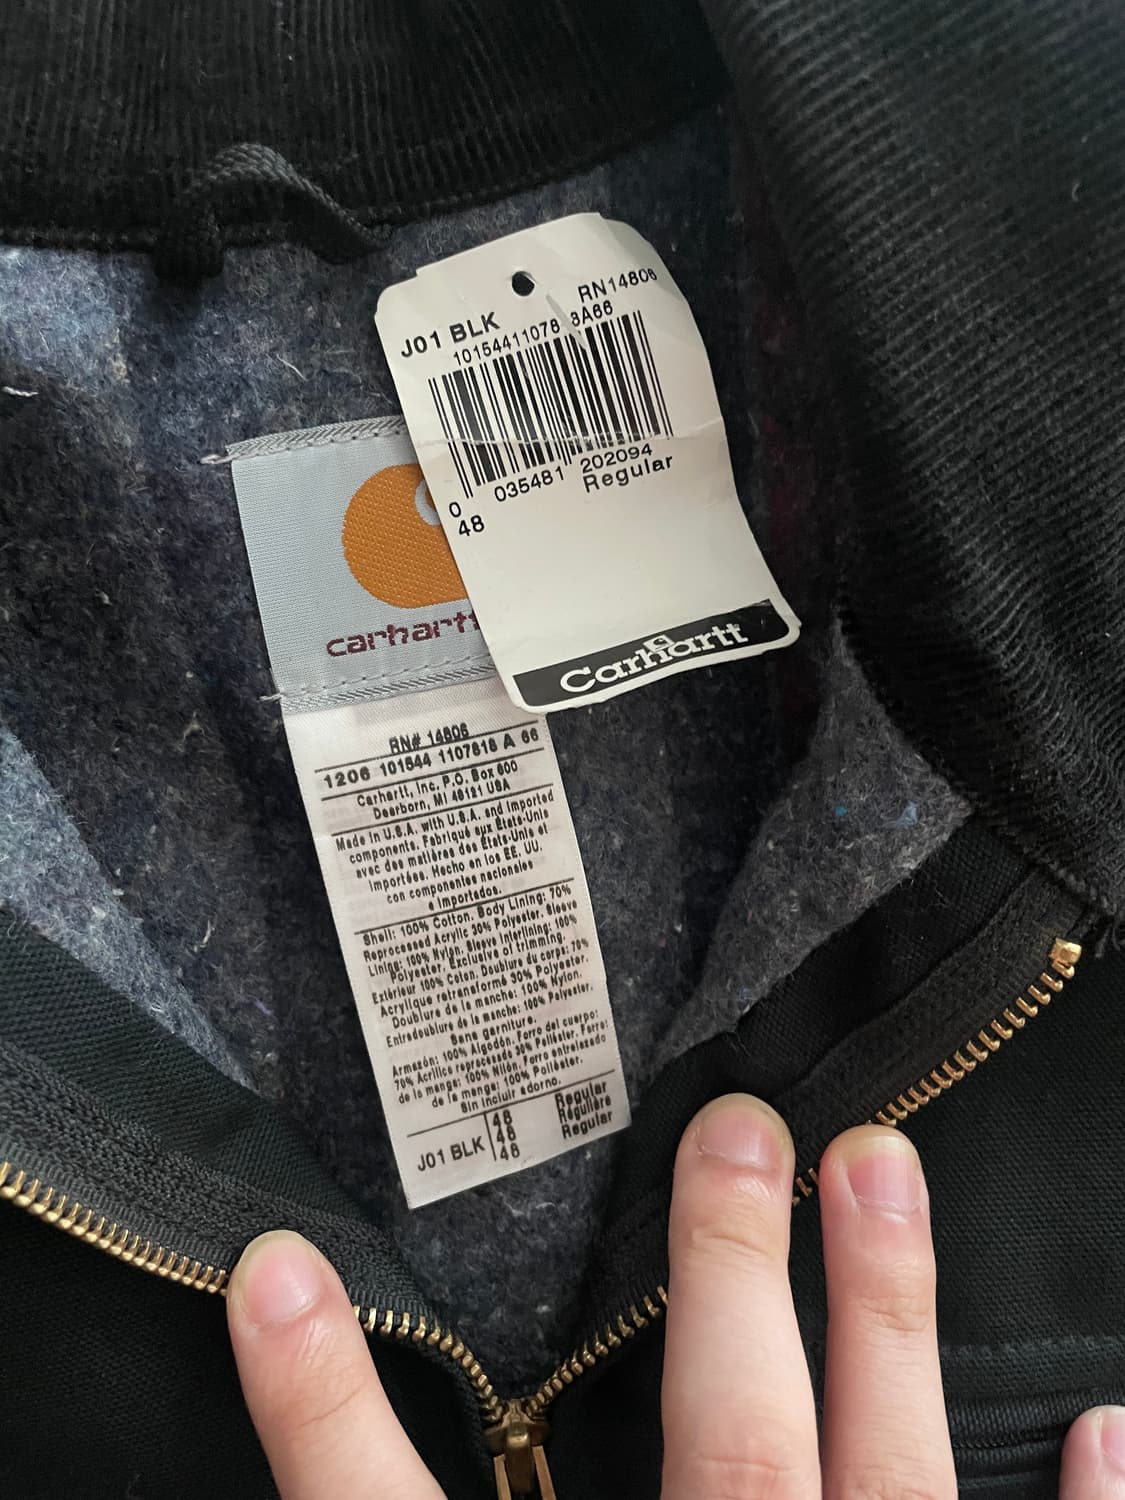 RN14806
J01 BLK
10154411078 8A66
0 035481 202094
48 Regular
Carhartt
carhartt
RN# 14806
1206 101544 1107818 A 66
Carhartt, Inc. P.O. Box 600
Dearborn, MI 48121 USA
Made in U.S.A. with U.S.A. and Imported
components. Fabriqué aux États-Unis
avec des matières des États-Unis et
Importées. Hecho en los EE. UU.
con componentes nacionales
e Importados.
Shell: 100% Cotton. Body Lining: 70%
Reprocessed Acrylic 30% Polyester. Sleeve
Lining: 100% Nylon. Sleeve Interlining: 100%
Polyester. Exclusive of trimming.
Extérieur 100% Coton. Doublure du corps: 70%
Acrylique retransformé 30% Polyester.
Doublure de la manche: 100% Nylon.
Entredoublure de la manche: 100% Polyester.
Sans garniture.
Armazón: 100% Algodón. Forro del cuerpo:
70% Acrílico reprocesado 30% Poliéster. Forro
de la manga: 100% Nilón. Forro entrelazado
de la manga: 100% Poliéster.
Sin incluir adorno.
J01 BLK 48 Regular
48 Régulière
48 Regular